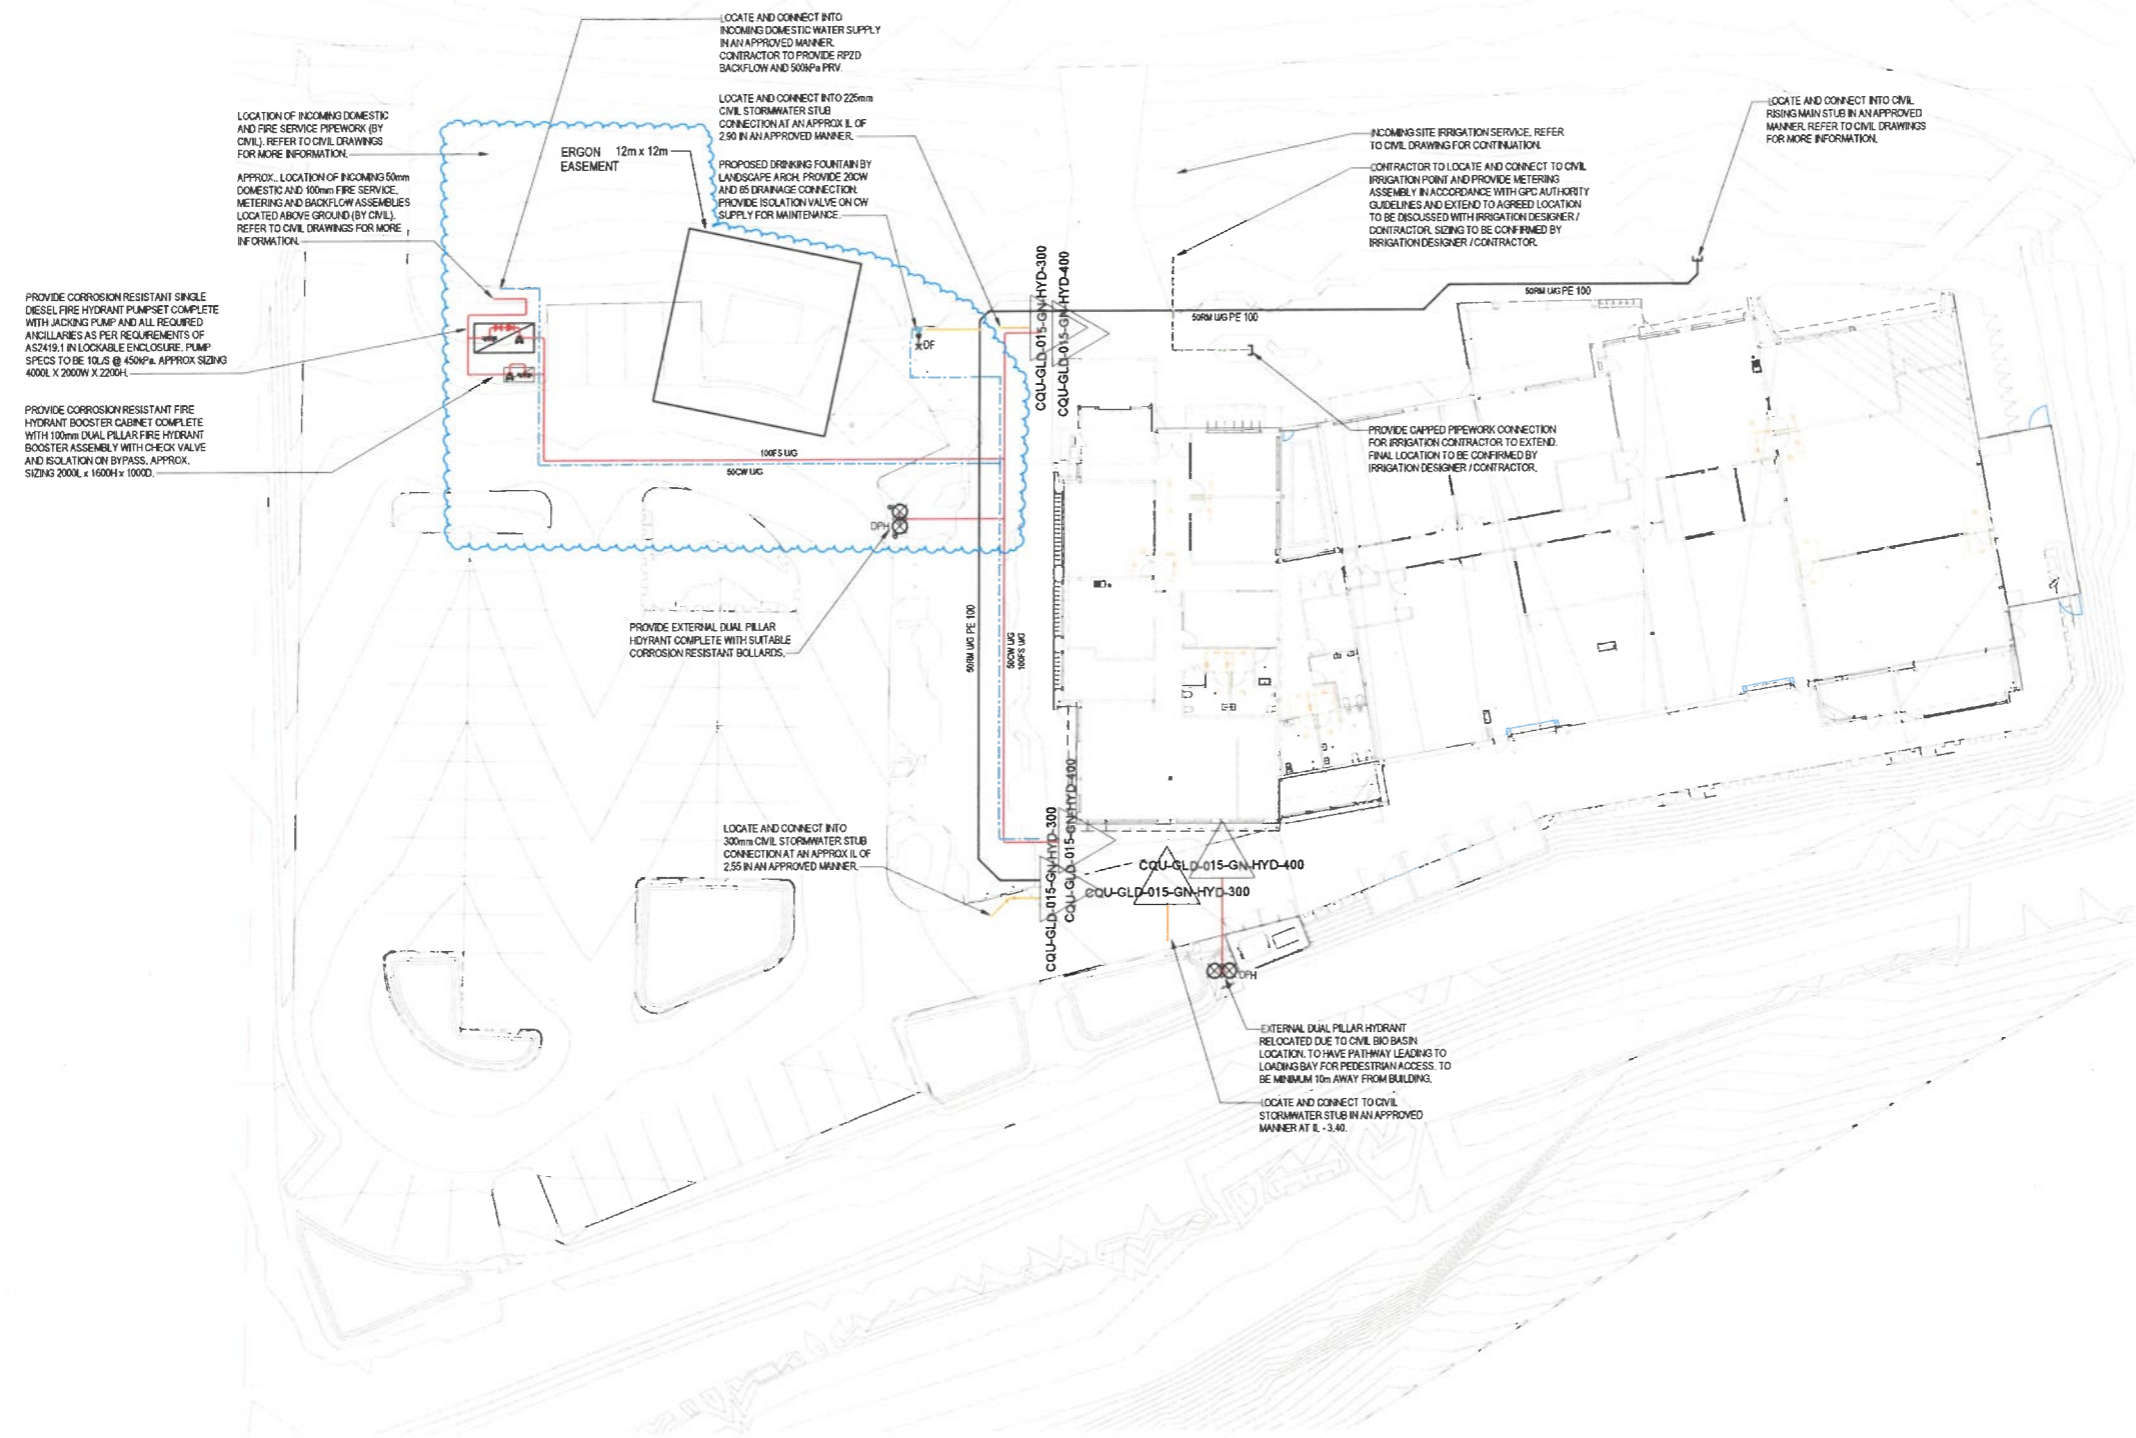 LOCATE AND CONNECT INTO
INCOMING DOMESTIC WATER SUPPLY
IN AN APPROVED MANNER.
CONTRACTOR TO PROVIDE RPZD
BACKFLOW AND 500kPa PRV.
LOCATE AND CONNECT INTO 225mm
CIVIL STORMWATER STUB
CONNECTION AT AN APPROX IL OF
2.90 IN AN APPROVED MANNER.
PROPOSED DRINKING FOUNTAIN BY
LANDSCAPE ARCH. PROVIDE 20CW
AND 65 DRAINAGE CONNECTION.
PROVIDE ISOLATION VALVE ON CW
SUPPLY FOR MAINTENANCE.
LOCATION OF INCOMING DOMESTIC
AND FIRE SERVICE PIPEWORK (BY
CIVIL). REFER TO CIVIL DRAWINGS
FOR MORE INFORMATION.
APPROX.. LOCATION OF INCOMING 50mm
DOMESTIC AND 100mm FIRE SERVICE,
METERING AND BACKFLOW ASSEMBLIES
LOCATED ABOVE GROUND (BY CIVIL).
REFER TO CIVIL DRAWINGS FOR MORE
INFORMATION.
ERGON 12m x 12m
EASEMENT
PROVIDE CORROSION RESISTANT SINGLE
DIESEL FIRE HYDRANT PUMPSET COMPLETE
WITH JACKING PUMP AND ALL REQUIRED
ANCILLARIES AS PER REQUIREMENTS OF
AS2419.1 IN LOCKABLE ENCLOSURE. PUMP
SPECS TO BE 10L/S @ 450kPa. APPROX SIZING
4000L X 2000W X 2200H.
PROVIDE CORROSION RESISTANT FIRE
HYDRANT BOOSTER CABINET COMPLETE
WITH 100mm DUAL PILLAR FIRE HYDRANT
BOOSTER ASSEMBLY WITH CHECK VALVE
AND ISOLATION ON BYPASS. APPROX.
SIZING 2000L x 1600H x 1000D.
INCOMING SITE IRRIGATION SERVICE, REFER
TO CIVIL DRAWING FOR CONTINUATION.
CONTRACTOR TO LOCATE AND CONNECT TO CIVIL
IRRIGATION POINT AND PROVIDE METERING
ASSEMBLY IN ACCORDANCE WITH GPC AUTHORITY
GUIDELINES AND EXTEND TO AGREED LOCATION
TO BE DISCUSSED WITH IRRIGATION DESIGNER /
CONTRACTOR. SIZING TO BE CONFIRMED BY
IRRIGATION DESIGNER / CONTRACTOR.
LOCATE AND CONNECT INTO CIVIL
RISING MAIN STUB IN AN APPROVED
MANNER. REFER TO CIVIL DRAWINGS
FOR MORE INFORMATION.
CQU-GLD-015-GN-HYD-300
CQU-GLD-015-GN-HYD-400
50RM U/G PE 100
50RM U/G PE 100
DF
PROVIDE CAPPED PIPEWORK CONNECTION
FOR IRRIGATION CONTRACTOR TO EXTEND.
FINAL LOCATION TO BE CONFIRMED BY
IRRIGATION DESIGNER / CONTRACTOR.
100FS U/G
50CW U/G
DPH
PROVIDE EXTERNAL DUAL PILLAR
HDYRANT COMPLETE WITH SUITABLE
CORROSION RESISTANT BOLLARDS.
50RM U/G PE 100
50CW U/G
100FS U/G
LOCATE AND CONNECT INTO
300mm CIVIL STORMWATER STUB
CONNECTION AT AN APPROX IL OF
2.55 IN AN APPROVED MANNER.
CQU-GLD-015-GN-HYD-300
CQU-GLD-015-GN-HYD-400
CQU-GLD-015-GN-HYD-400
CQU-GLD-015-GN-HYD-300
DPH
EXTERNAL DUAL PILLAR HYDRANT
RELOCATED DUE TO CIVIL BIO BASIN
LOCATION. TO HAVE PATHWAY LEADING TO
LOADING BAY FOR PEDESTRIAN ACCESS. TO
BE MINIMUM 10m AWAY FROM BUILDING.
LOCATE AND CONNECT TO CIVIL
STORMWATER STUB IN AN APPROVED
MANNER AT IL - 3.40.